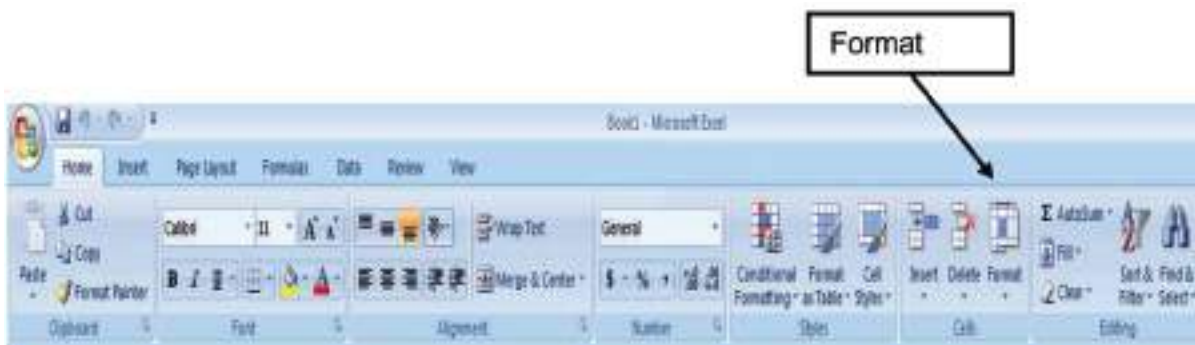 Format
Book1 - Microsoft Excel
Home Insert Page Layout Formulas Data Review View
Cut
Copy
Format Painter
Paste
Calibri 11 A A
B I U A
Wrap Text
Merge & Center
General
$ % ,
Conditional Formatting
Format as Table
Cell Styles
Insert Delete Format
Σ AutoSum
Fill
Clear
Sort & Filter
Find & Select
Clipboard Font Alignment Number Styles Cells Editing